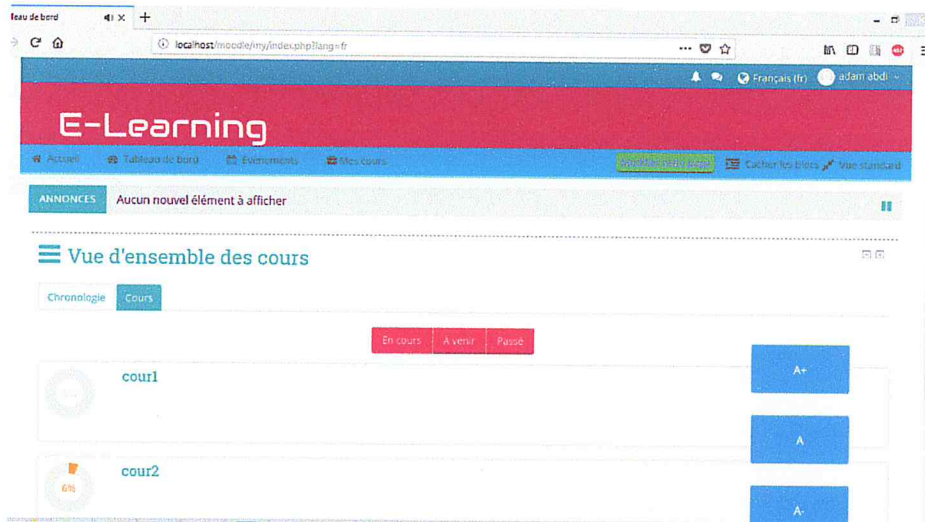 leau de bord
localhost/moodle/my/index.php?lang=fr
Français (fr) adam abdi
E-Learning
Accueil Tableau de bord Evénements Mes cours Cacher les blocs Vue standard
ANNONCES Aucun nouvel élément à afficher
Vue d'ensemble des cours
Chronologie Cours
En cours A venir Passé
cour1
A+
A
cour2
6%
A-